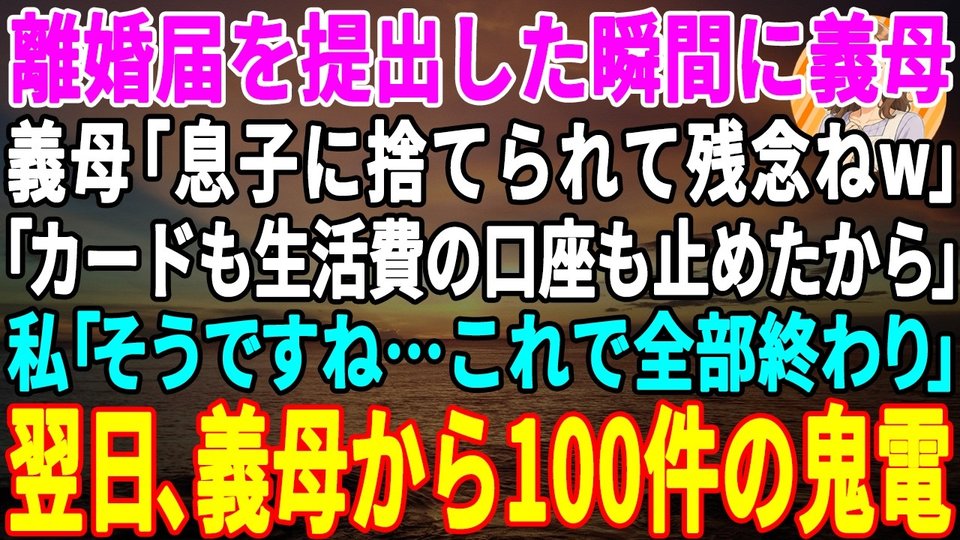 離婚届を提出した瞬間に義母
義母「息子に捨てられて残念ねw」
「カードも生活費の口座も止めたから」
私「そうですね…これで全部終わり」
翌日、義母から100件の鬼電